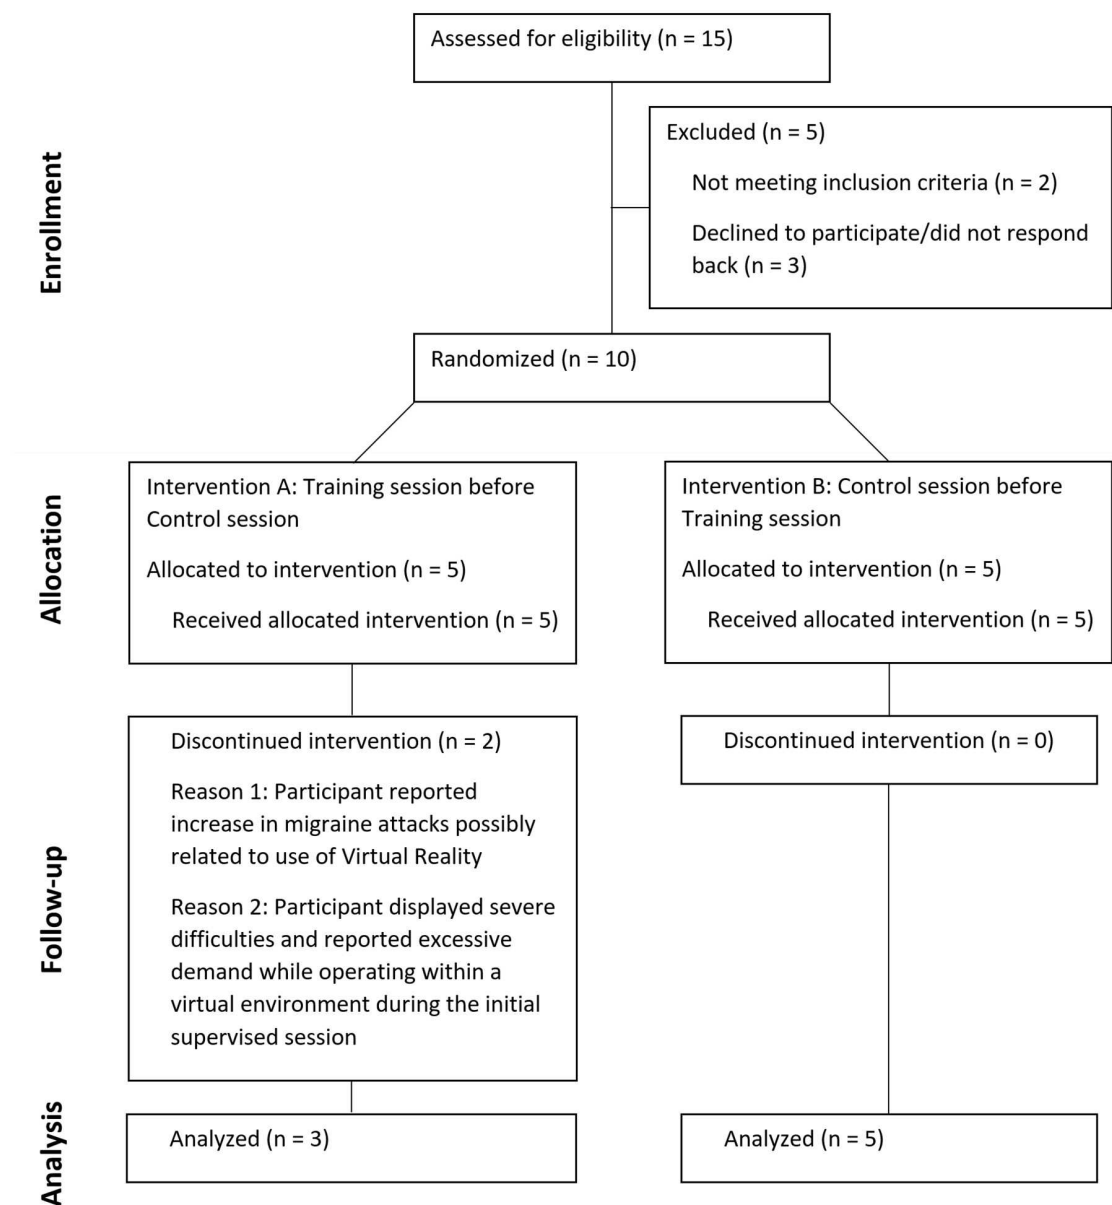 Assessed for eligibility (n = 15)
Enrollment
Excluded (n = 5)
Not meeting inclusion criteria (n = 2)
Declined to participate/did not respond
back (n = 3)
Randomized (n = 10)
Allocation
Intervention A: Training session before
Control session
Allocated to intervention (n = 5)
Received allocated intervention (n = 5)
Intervention B: Control session before
Training session
Allocated to intervention (n = 5)
Received allocated intervention (n = 5)
Follow-up
Discontinued intervention (n = 2)
Reason 1: Participant reported
increase in migraine attacks possibly
related to use of Virtual Reality
Reason 2: Participant displayed severe
difficulties and reported excessive
demand while operating within a
virtual environment during the initial
supervised session
Discontinued intervention (n = 0)
Analysis
Analyzed (n = 3)
Analyzed (n = 5)